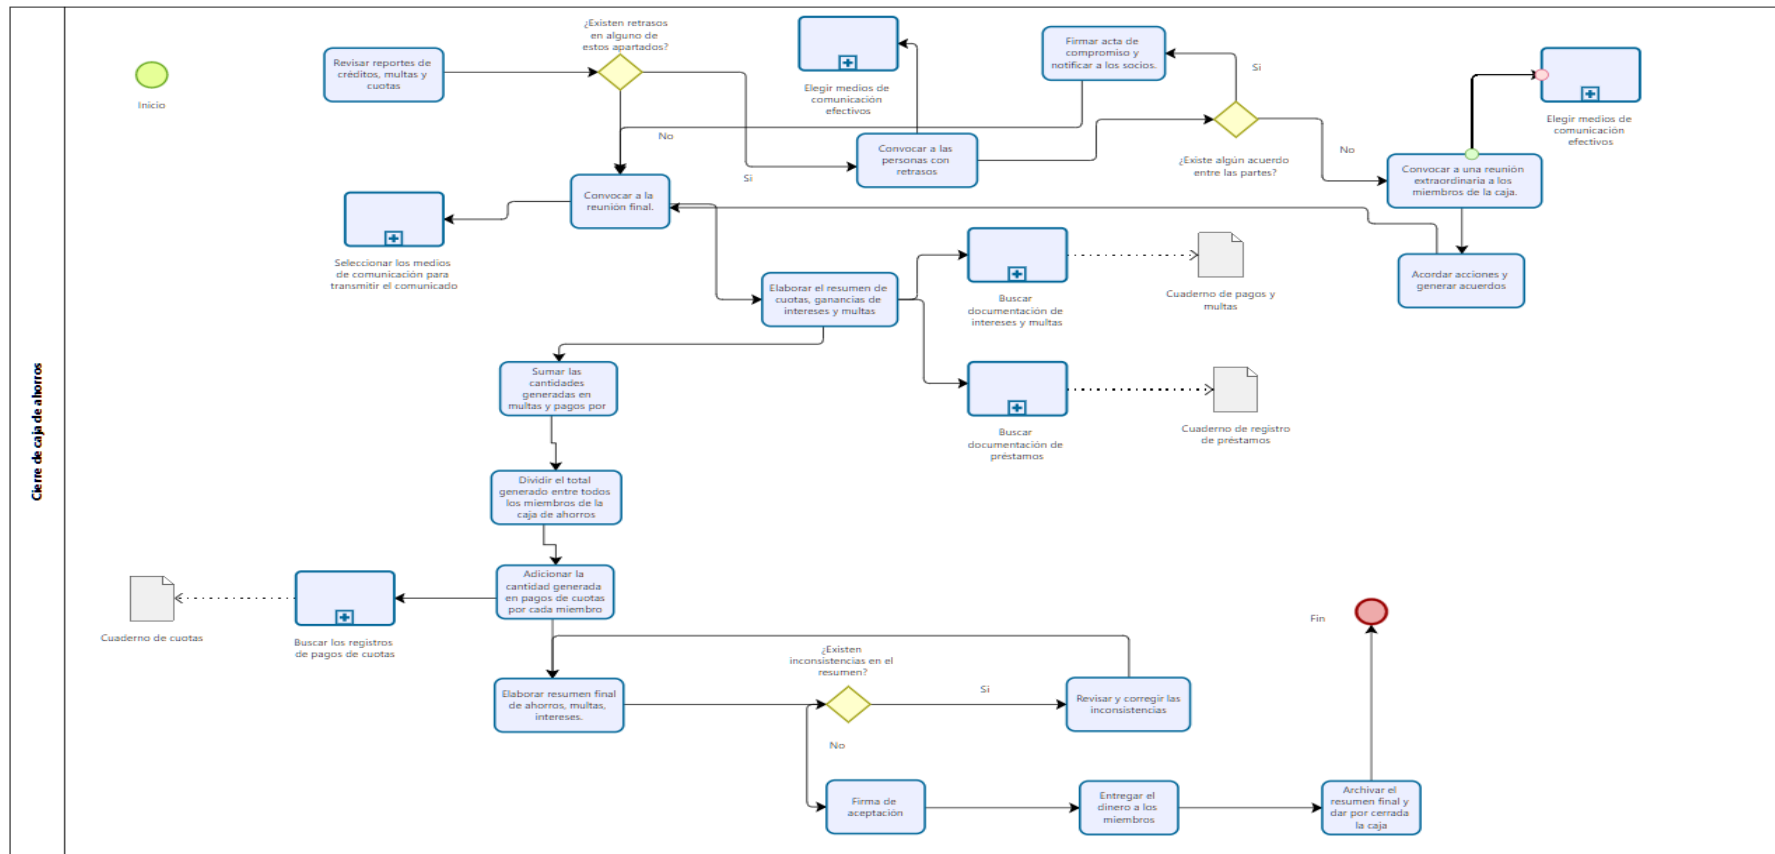 Cierre de caja de ahorros
Inicio
Revisar reportes de
créditos, multas y
cuotas
¿Existen retrasos
en alguno de
estos apartados?
No
Si
Elegir medios de
comunicación
efectivos
Convocar a las
personas con
retrasos
Firmar acta de
compromiso y
notificar a los socios.
Si
¿Existe algún acuerdo
entre las partes?
No
Elegir medios de
comunicación
efectivos
Convocar a una reunión
extraordinaria a los
miembros de la caja.
Acordar acciones y
generar acuerdos
Convocar a la
reunión final.
Seleccionar los medios
de comunicación para
transmitir el comunicado
Elaborar el resumen de
cuotas, ganancias de
intereses y multas
Buscar
documentación de
intereses y multas
Cuaderno de pagos y
multas
Buscar
documentación de
préstamos
Cuaderno de registro
de préstamos
Sumar las
cantidades
generadas en
multas y pagos por
Dividir el total
generado entre todos
los miembros de la
caja de ahorros
Adicionar la
cantidad generada
en pagos de cuotas
por cada miembro
Buscar los registros
de pagos de cuotas
Cuaderno de cuotas
Elaborar resumen final
de ahorros, multas,
intereses.
¿Existen
inconsistencias en el
resumen?
Si
Revisar y corregir las
inconsistencias
No
Firma de
aceptación
Entregar el
dinero a los
miembros
Archivar el
resumen final y
dar por cerrada
la caja
Fin